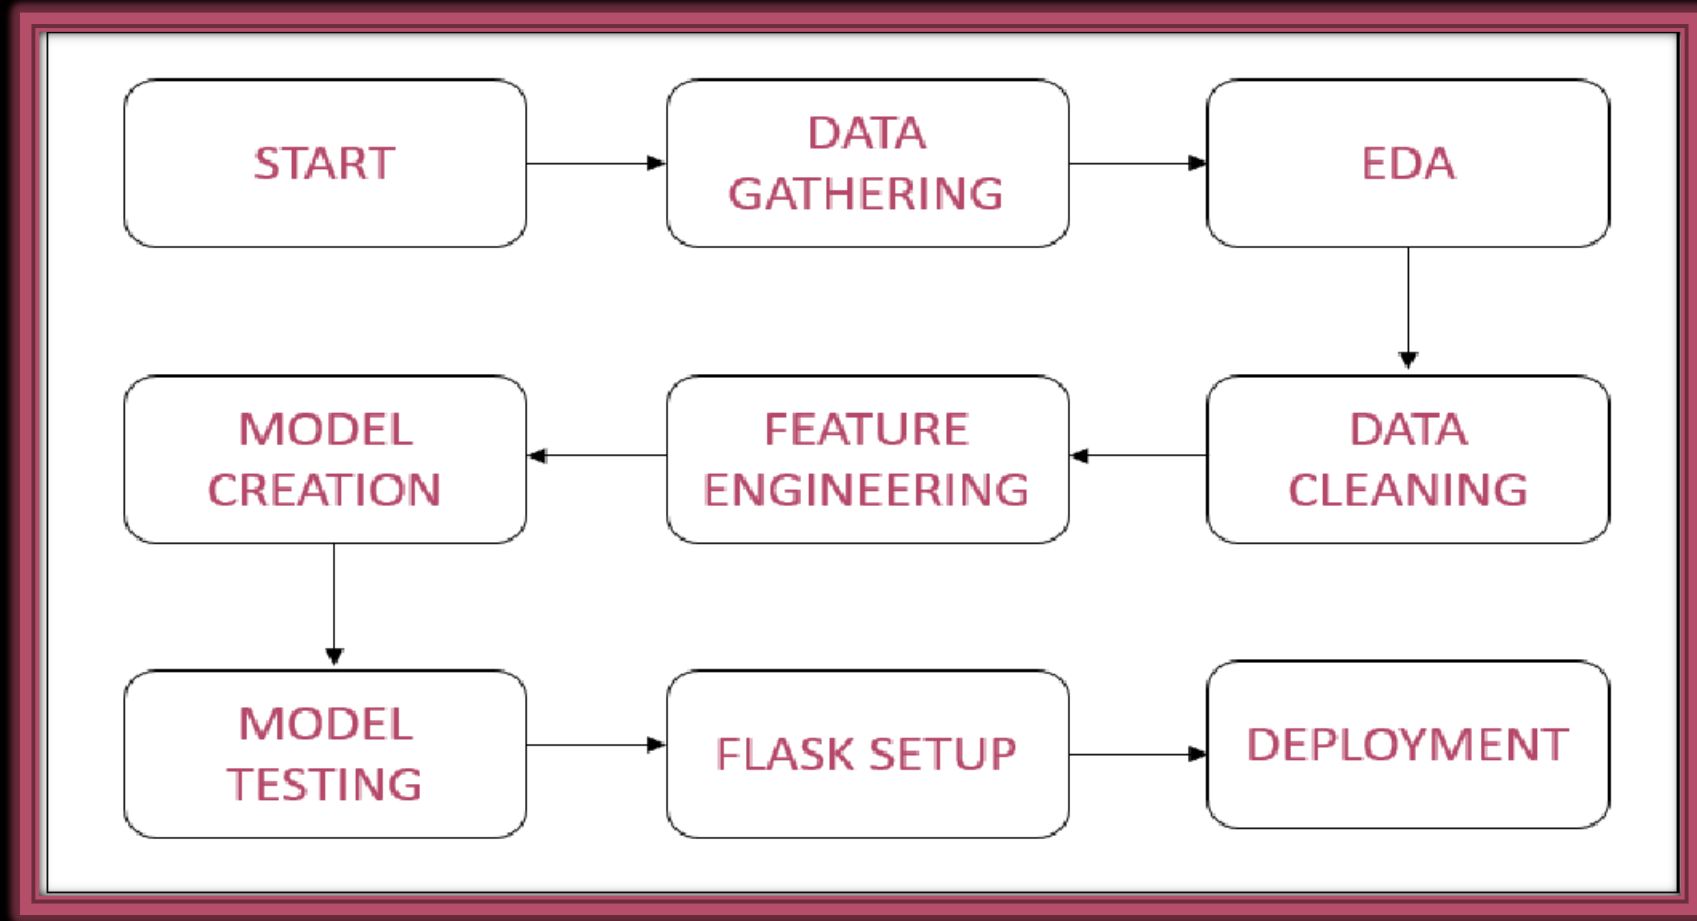 START
DATA
GATHERING
EDA
MODEL
CREATION
FEATURE
ENGINEERING
DATA
CLEANING
MODEL
TESTING
FLASK SETUP
DEPLOYMENT